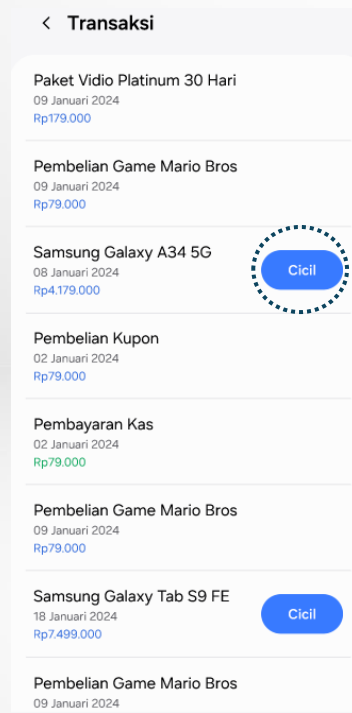 Transaksi
Paket Vidio Platinum 30 Hari
09 Januari 2024
Rp179.000
Pembelian Game Mario Bros
09 Januari 2024
Rp79.000
Samsung Galaxy A34 5G
08 Januari 2024
Rp4.179.000
Cicil
Pembelian Kupon
02 Januari 2024
Rp79.000
Pembayaran Kas
02 Januari 2024
Rp79.000
Pembelian Game Mario Bros
09 Januari 2024
Rp79.000
Samsung Galaxy Tab S9 FE
18 Januari 2024
Rp7.499.000
Cicil
Pembelian Game Mario Bros
09 Januari 2024